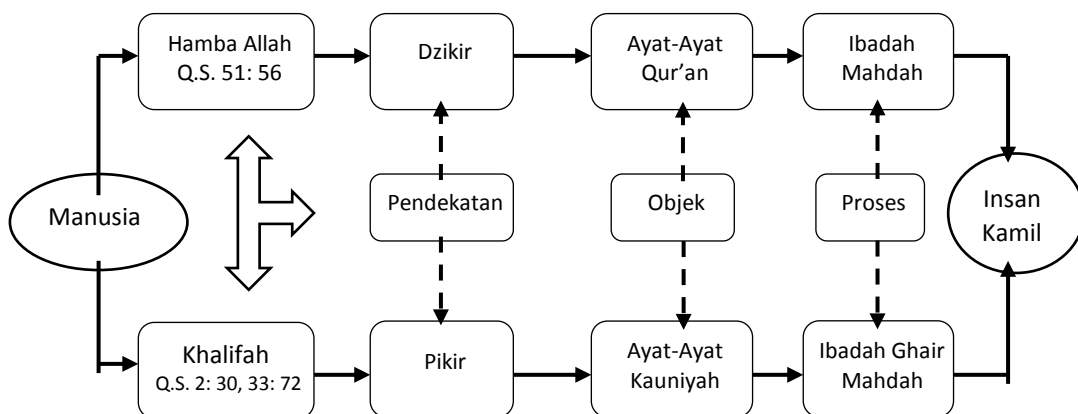 Hamba Allah
Q.S. 51: 56
Dzikir
Ayat-Ayat
Qur’an
Ibadah
Mahdah
Manusia
Pendekatan
Objek
Proses
Insan
Kamil
Khalifah
Q.S. 2: 30, 33: 72
Pikir
Ayat-Ayat
Kauniyah
Ibadah Ghair
Mahdah